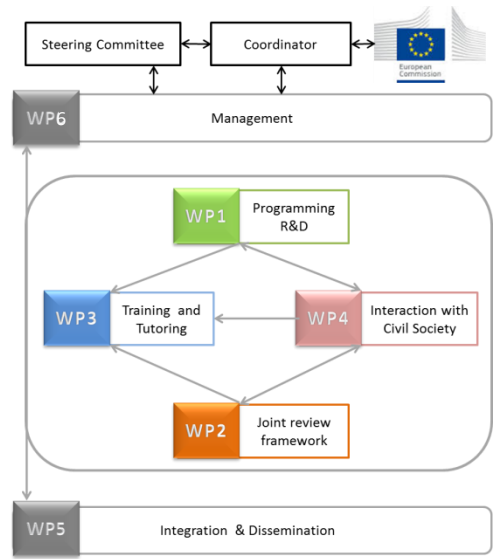 Steering Committee
Coordinator
European
Commission
WP6
Management
WP1
Programming
R&D
WP3
Training and
Tutoring
WP4
Interaction with
Civil Society
WP2
Joint review
framework
WP5
Integration & Dissemination